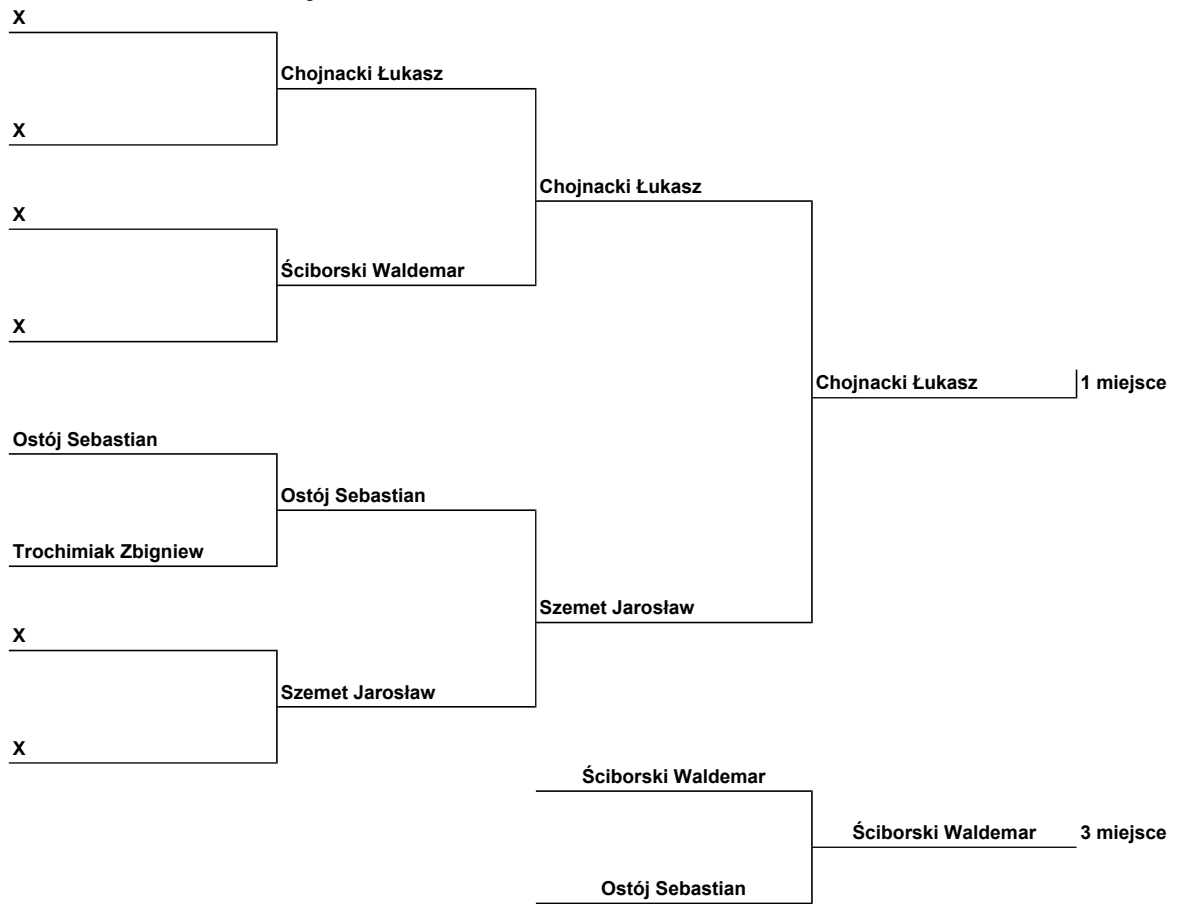 X
Chojnacki Łukasz
X
Chojnacki Łukasz
X
Ściborski Waldemar
X
Chojnacki Łukasz 1 miejsce
Ostój Sebastian
Ostój Sebastian
Trochimiak Zbigniew
Szemet Jarosław
X
Szemet Jarosław
X
Ściborski Waldemar
Ściborski Waldemar 3 miejsce
Ostój Sebastian